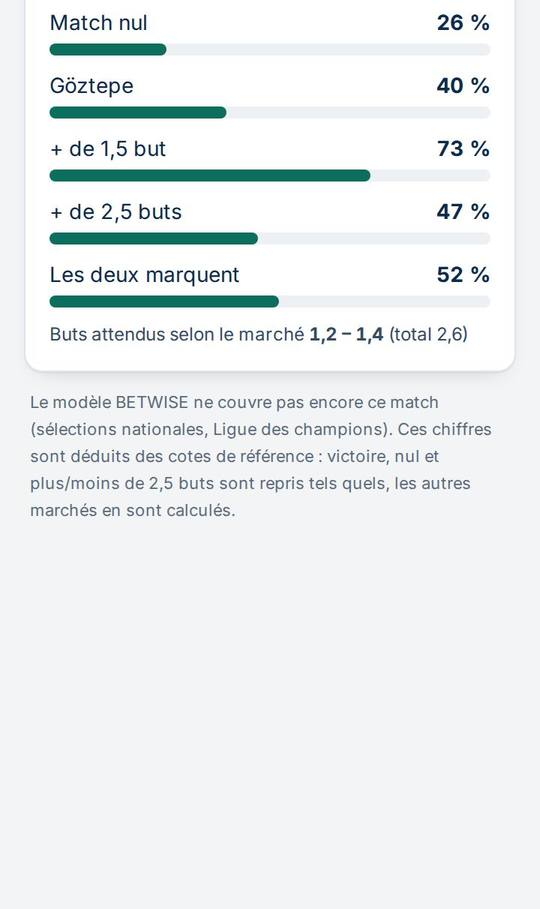 Match nul 26 %
Göztepe 40 %
+ de 1,5 but 73 %
+ de 2,5 buts 47 %
Les deux marquent 52 %
Buts attendus selon le marché 1,2 – 1,4 (total 2,6)
Le modèle BETWISE ne couvre pas encore ce match
(sélections nationales, Ligue des champions). Ces chiffres
sont déduits des cotes de référence : victoire, nul et
plus/moins de 2,5 buts sont repris tels quels, les autres
marchés en sont calculés.